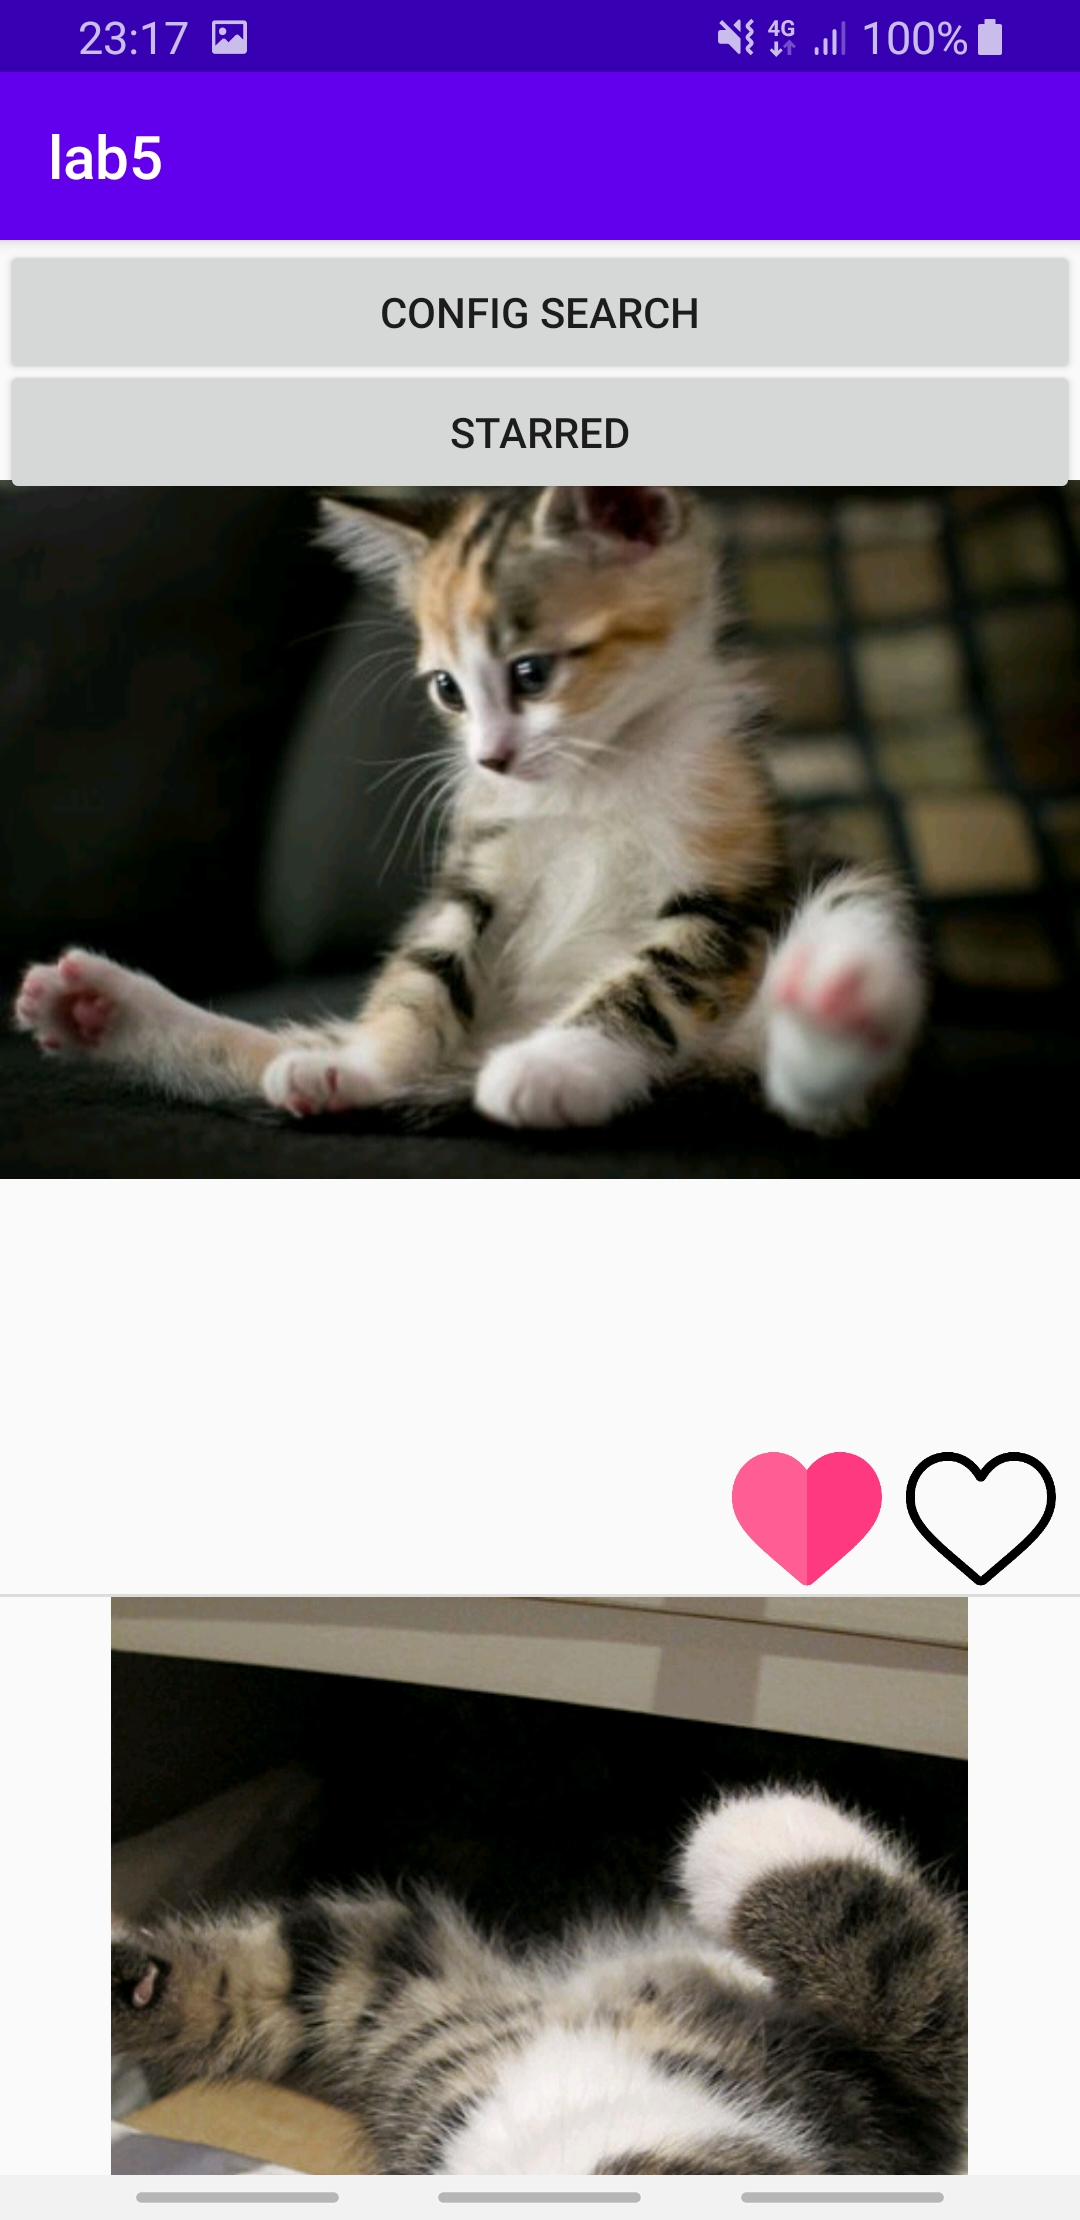 23:17 4G 100%
lab5
CONFIG SEARCH
STARRED